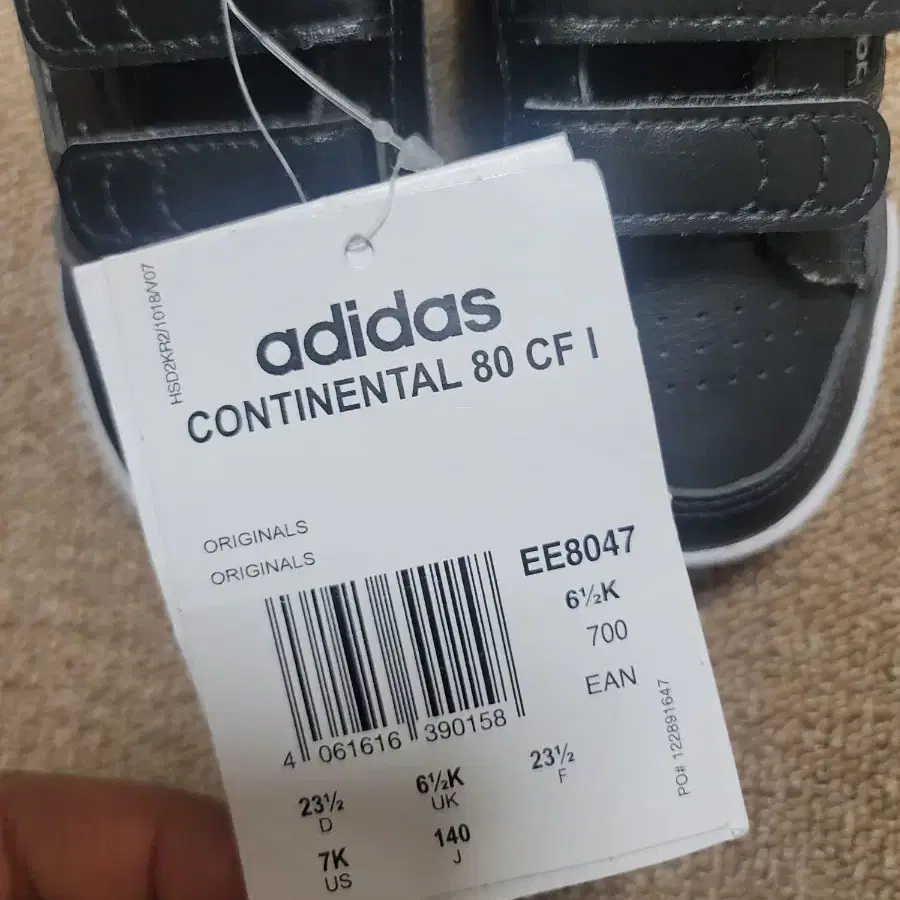 HSD2KR2/1018/V07
adidas
CONTINENTAL 80 CF I
ORIGINALS
ORIGINALS
EE8047
6½K
700
EAN
4 061616 390158
PO# 122891647
23½ 6½K 23½
D UK F
7K 140
US J